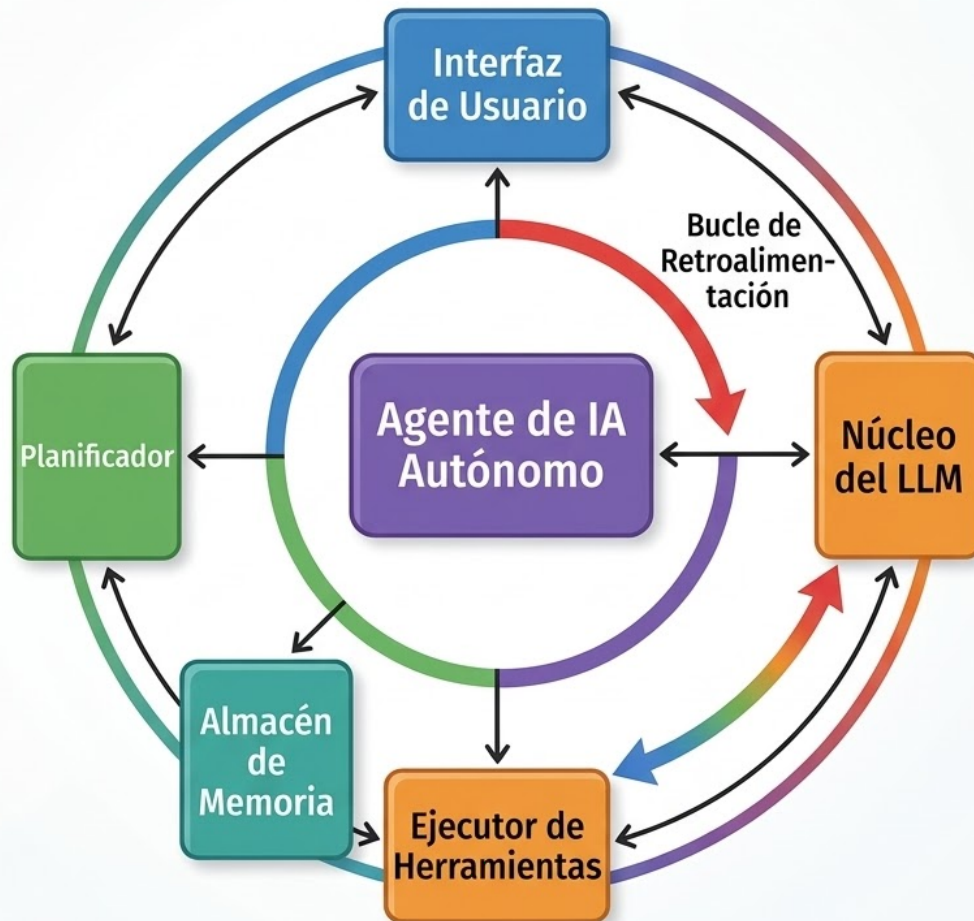 Interfaz
de Usuario
Bucle de
Retroalimen-
tación
Agente de IA
Autónomo
Planificador
Núcleo
del LLM
Almacén
de
Memoria
Ejecutor de
Herramientas